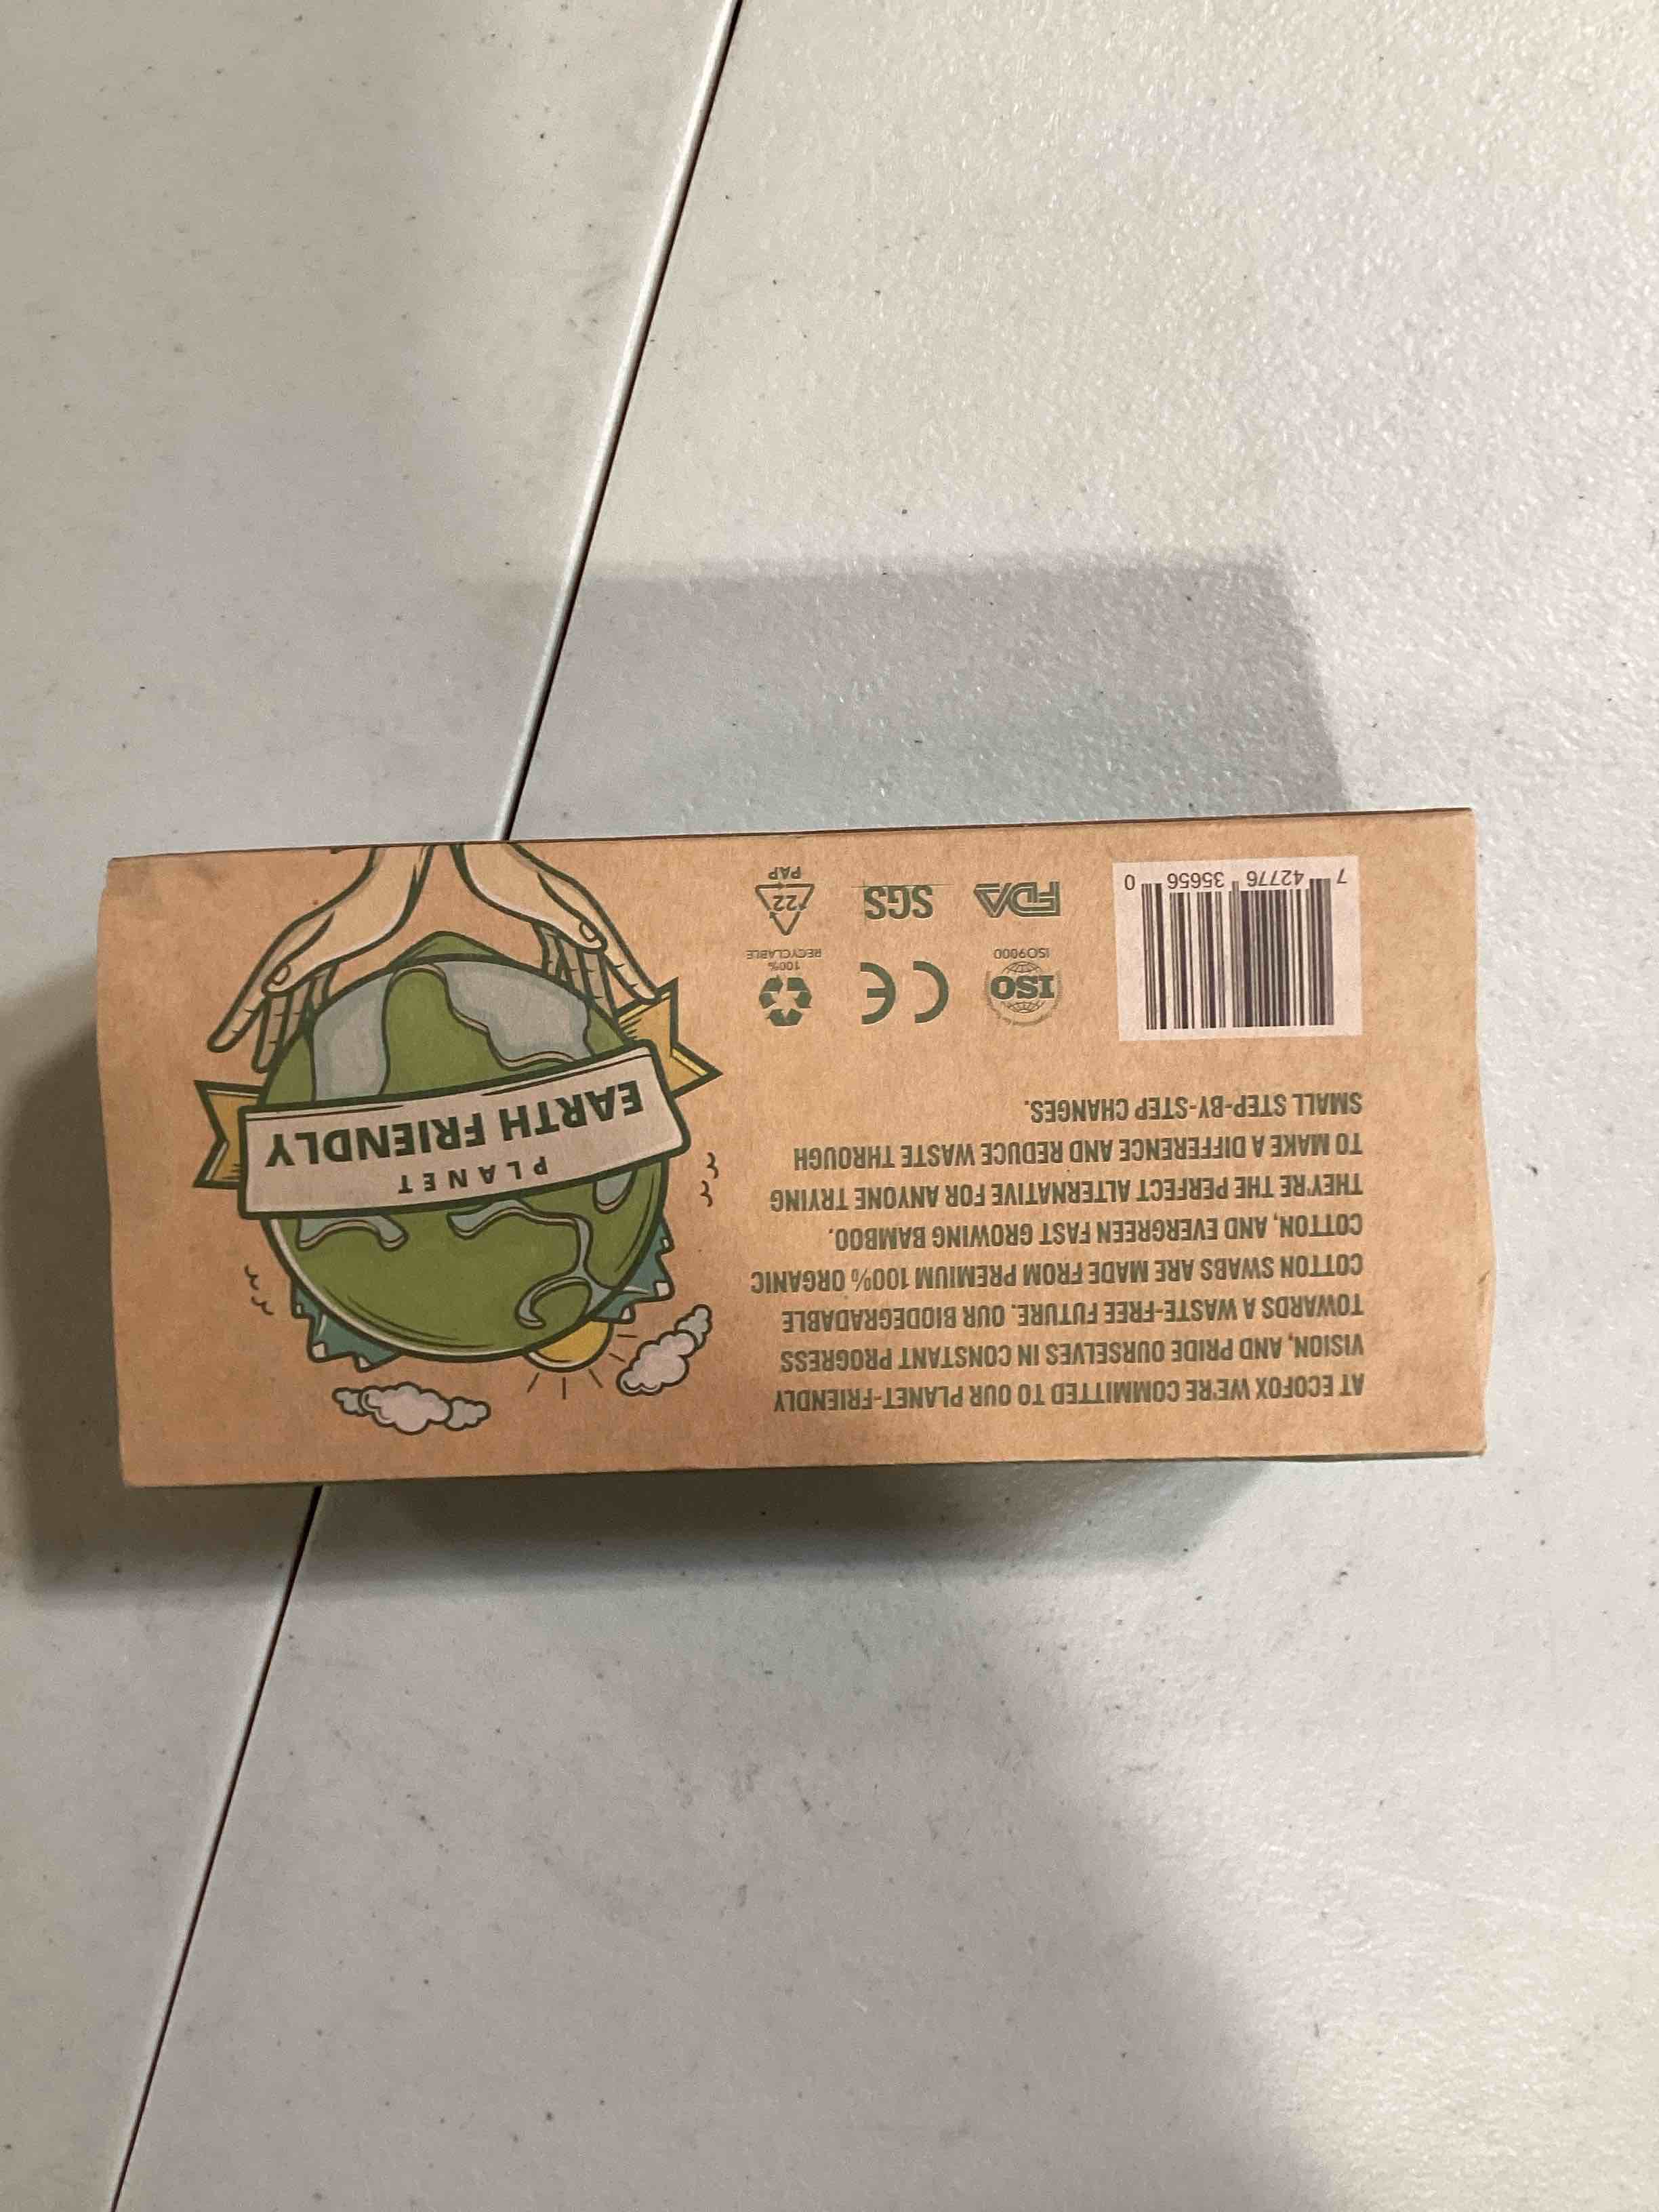 AT ECOFOX WE'RE COMMITTED TO OUR PLANET-FRIENDLY
VISION, AND PRIDE OURSELVES IN CONSTANT PROGRESS
TOWARDS A WASTE-FREE FUTURE. OUR BIODEGRADABLE
COTTON SWABS ARE MADE FROM PREMIUM 100% ORGANIC
COTTON, AND EVERGREEN FAST GROWING BAMBOO.
THEY'RE THE PERFECT ALTERNATIVE FOR ANYONE TRYING
TO MAKE A DIFFERENCE AND REDUCE WASTE THROUGH
SMALL STEP-BY-STEP CHANGES.
7 42776 35656 0
ISO
ISO9000
CE
100%
RECYCLABLE
FDA
SGS
22
PAP
PLANET
EARTH FRIENDLY